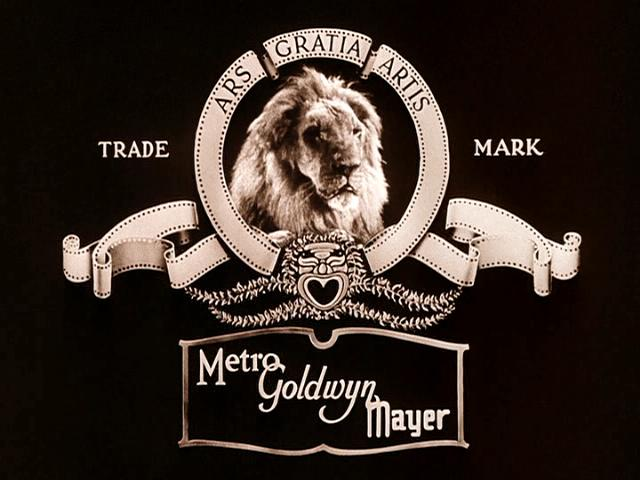 ARS GRATIA ARTIS
TRADE MARK
Metro
Goldwyn
Mayer